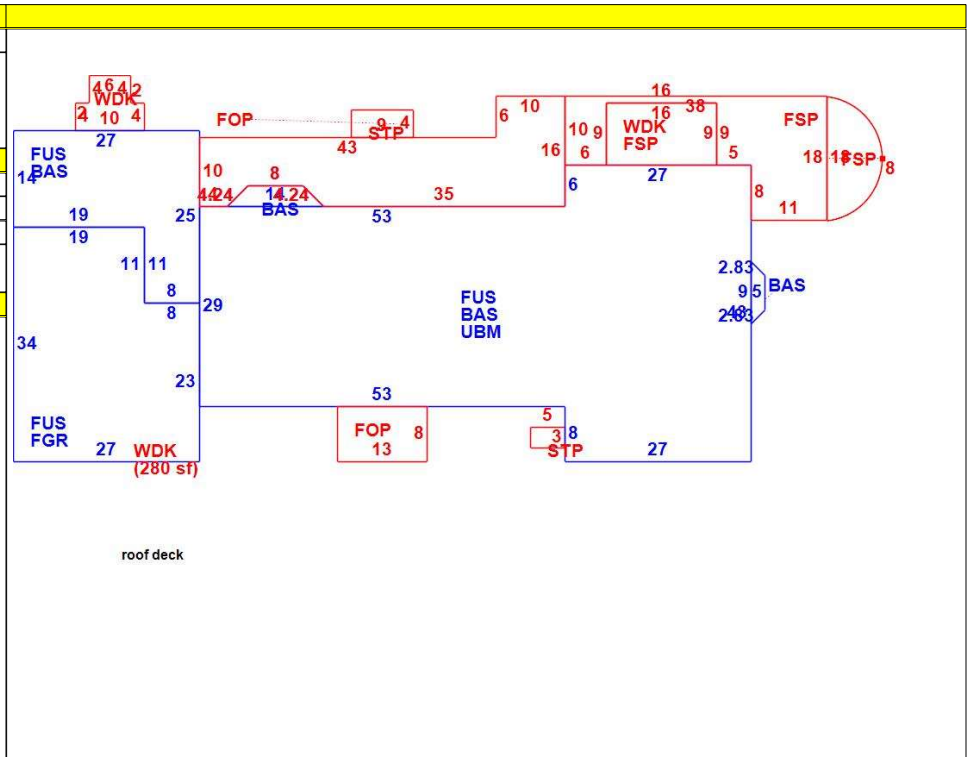 4 6 4 2
WDK
2 4 10 4
27
FUS
BAS
14
19
19
25
11 11
8
8
34
23
FUS
FGR
27
WDK
(280 sf)
roof deck
FOP
9 4
STP
43
10
8
4.24
14
4.24
BAS
35
53
6
10
16
16
38
16
10 9
6
WDK
FSP
9 9
5
FSP
18 18
FSP
8
6
27
8
11
29
FUS
BAS
UBM
2.83
9 5
BAS
48
2.83
53
FOP
8
13
5
3
STP
8
27